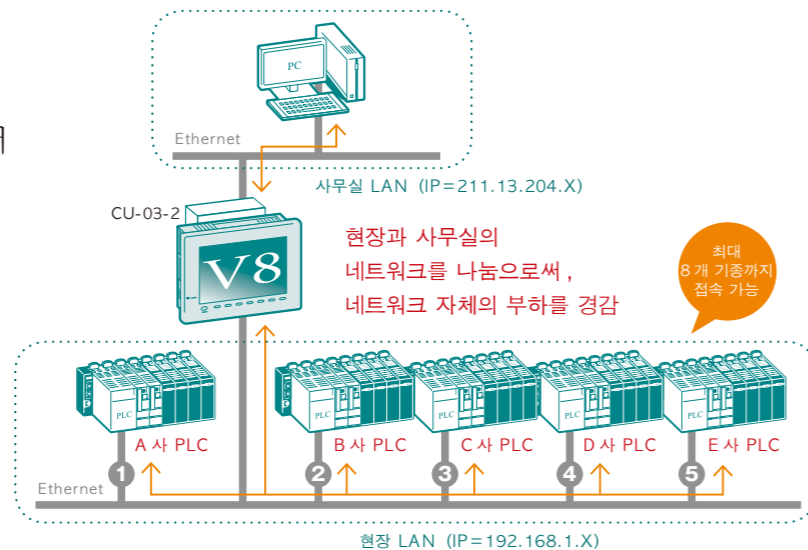 PC
Ethernet
사무실 LAN (IP=211.13.204.X)
CU-03-2
V8
현장과 사무실의
네트워크를 나눔으로써,
네트워크 자체의 부하를 경감
최대
8 개 기종까지
접속 가능
PLC
PLC
PLC
PLC
PLC
A 사 PLC
B 사 PLC
C 사 PLC
D 사 PLC
E 사 PLC
1
2
3
4
5
Ethernet
현장 LAN (IP=192.168.1.X)